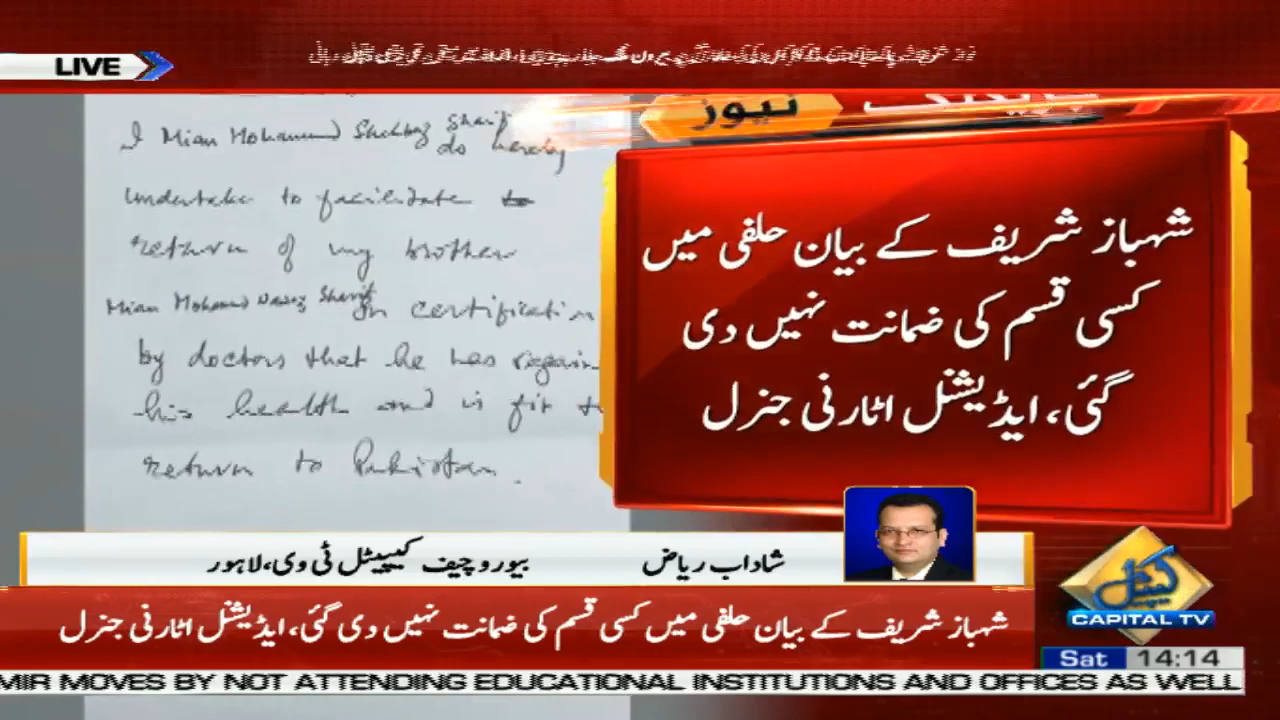 LIVE
بریکنگ نیوز
I Mian Mohammad Shehbaz Sharif
do hereby
undertake to facilitate
return of my brother
Mian Mohammad Nawaz Sharif on certification
by doctors that he has regain
his health and is fit to
return to Pakistan.
شہباز شریف کے بیان حلفی میں
کسی قسم کی ضمانت نہیں دی
گئی، ایڈیشنل اٹارنی جنرل
شاداب ریاض بیورو چیف کیپیٹل ٹی وی،لاہور
شہباز شریف کے بیان حلفی میں کسی قسم کی ضمانت نہیں دی گئی، ایڈیشنل اٹارنی جنرل
کیپیٹل
CAPITAL TV
Sat 14:14
MIR MOVES BY NOT ATTENDING EDUCATIONAL INSTITUTIONS AND OFFICES AS WELL